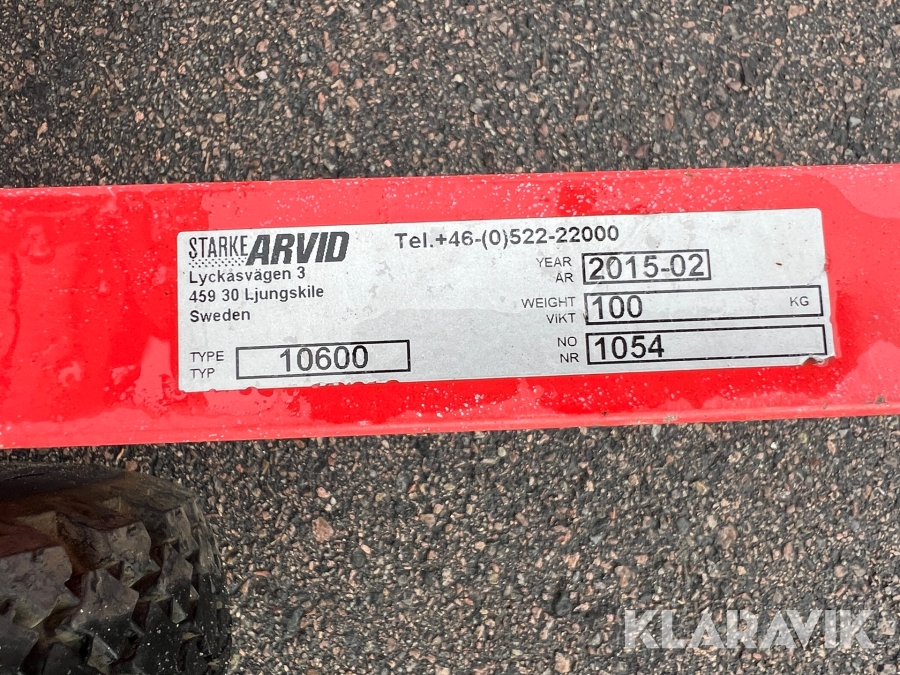 STARKE ARVID
Lyckåsvägen 3
459 30 Ljungskile
Sweden
TYPE
TYP
10600
Tel.+46-(0)522-22000
YEAR
ÅR
2015-02
WEIGHT
VIKT
100 KG
NO
NR
1054
KLARAVIK